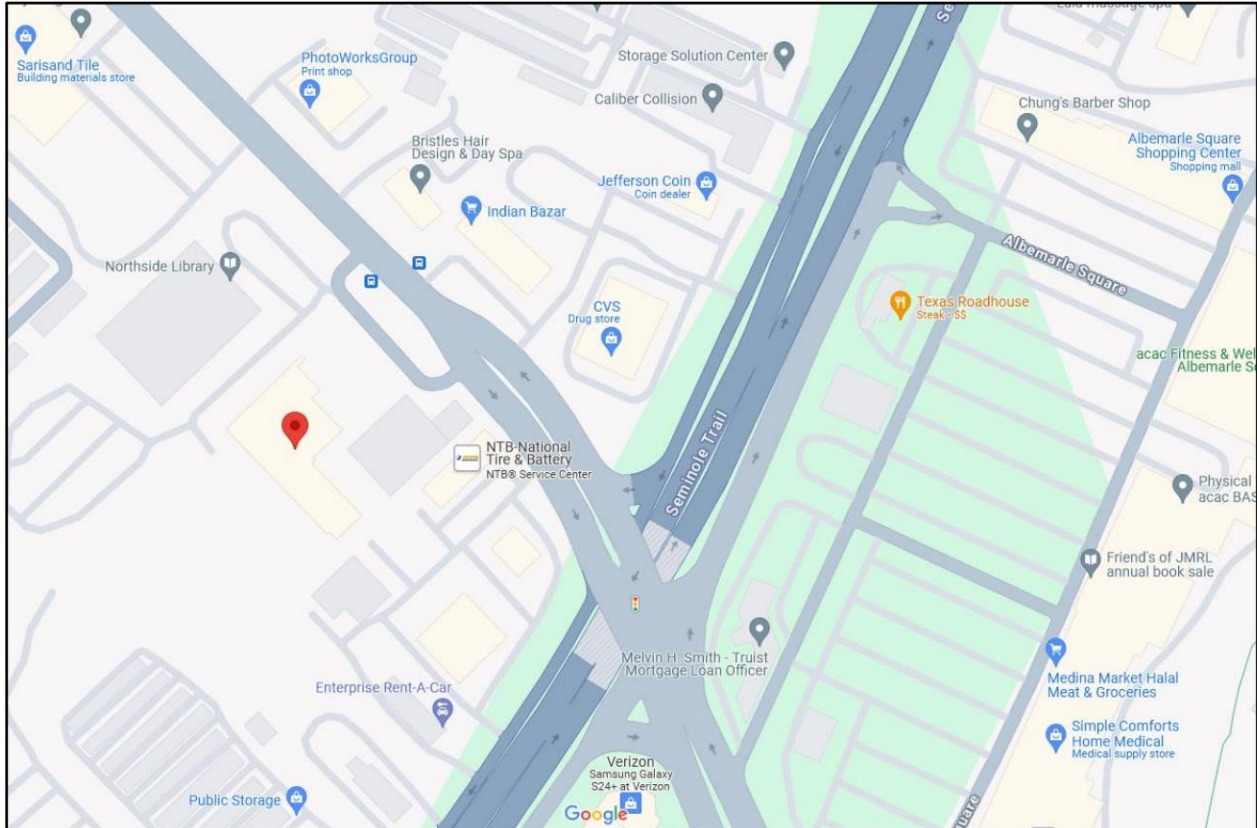 Sarisand Tile
Building materials store
PhotoWorksGroup
Print shop
Storage Solution Center
Caliber Collision
Chung's Barber Shop
Albemarle Square
Shopping Center
Shopping mall
Bristles Hair
Design & Day Spa
Jefferson Coin
Coin dealer
Indian Bazar
Northside Library
Albemarle Square
CVS
Drug store
Texas Roadhouse
Steak · $$
acac Fitness &
Albemarle
Seminole Trail
NTB-National
Tire & Battery
NTB® Service Center
Physical
acac
Friend's of JMRL
annual book sale
Melvin H. Smith - Truist
Mortgage Loan Officer
Medina Market Halal
Meat & Groceries
Enterprise Rent-A-Car
Simple Comforts
Home Medical
Medical supply store
Verizon
Samsung Galaxy
S24+ at Verizon
Public Storage
Google